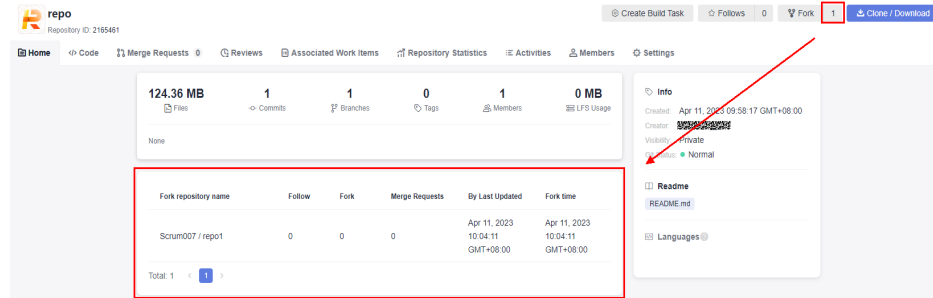 repo
Repository ID: 2165461
Create Build Task
Follows 0
Fork 1
Clone / Download
Home
Code
Merge Requests 0
Reviews
Associated Work Items
Repository Statistics
Activities
Members
Settings
124.36 MB
Files
1
Commits
1
Branches
0
Tags
1
Members
0 MB
LFS Usage
None
Info
Created: Apr 11, 2023 09:58:17 GMT+08:00
Creator:
Visibility: Private
Status: Normal
Readme
README.md
Languages
Fork repository name Follow Fork Merge Requests By Last Updated Fork time
Scrum007 / repo1 0 0 0 Apr 11, 2023 10:04:11 GMT+08:00 Apr 11, 2023 10:04:11 GMT+08:00
Total: 1 < 1 >